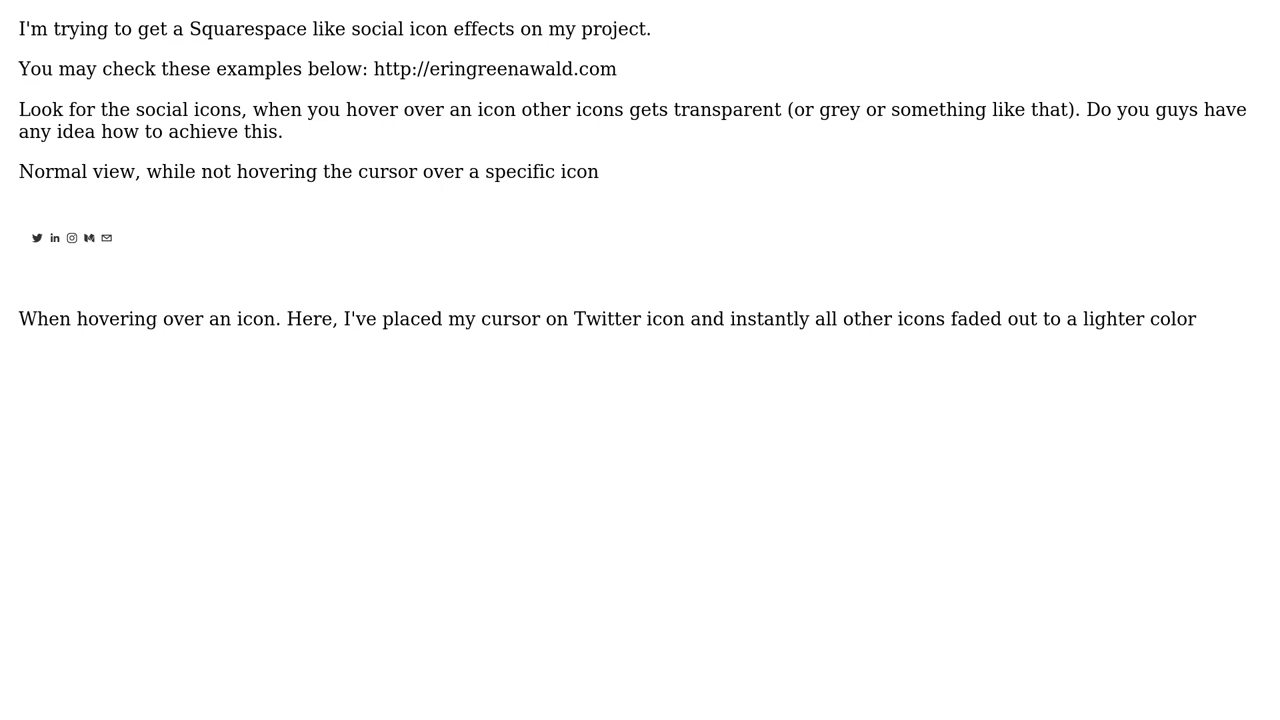 I'm trying to get a Squarespace like social icon effects on my project.
You may check these examples below: http://eringreenawald.com
Look for the social icons, when you hover over an icon other icons gets transparent (or grey or something like that). Do you guys have
any idea how to achieve this.
Normal view, while not hovering the cursor over a specific icon
When hovering over an icon. Here, I've placed my cursor on Twitter icon and instantly all other icons faded out to a lighter color